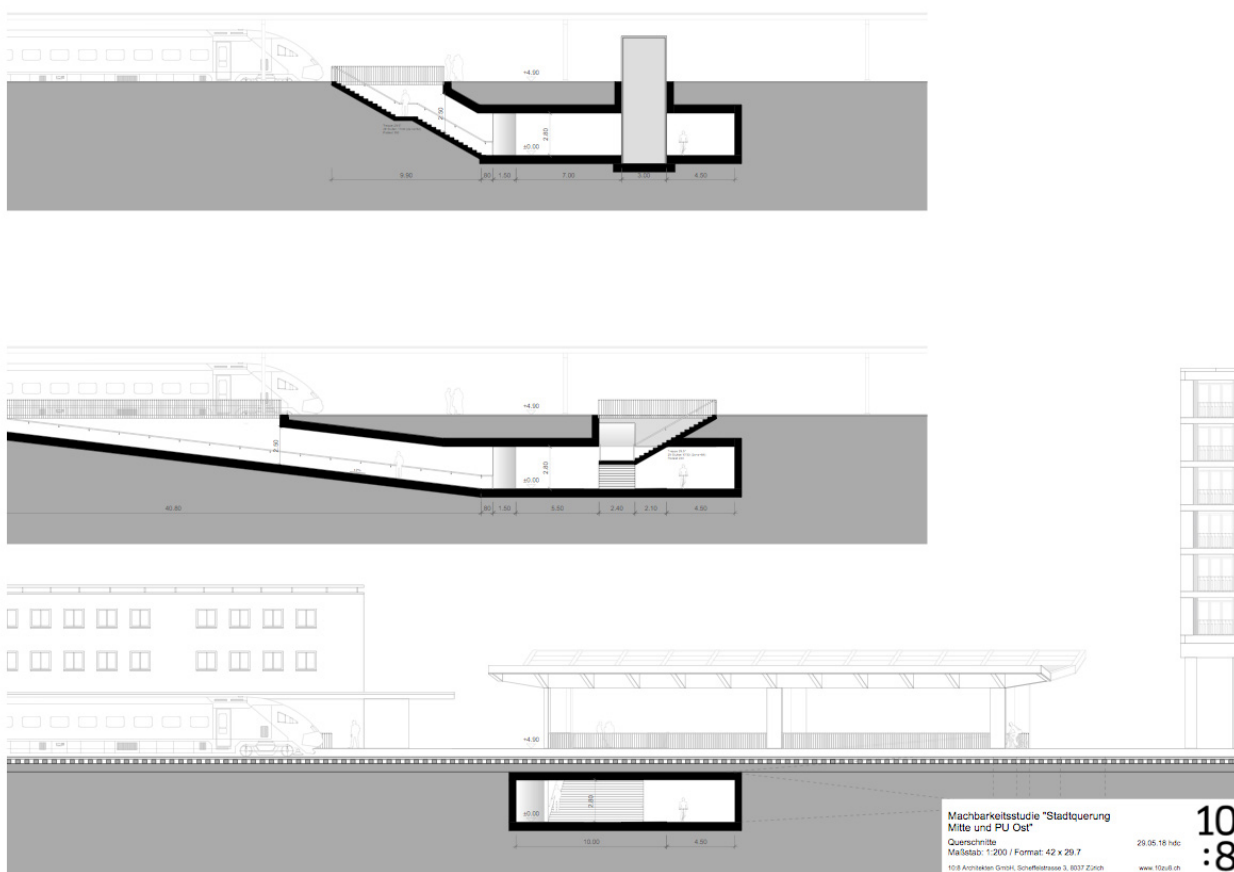 +4.90
2.50
2.80
±0.00
9.90 80 1.50 7.00 3.00 4.50
+4.90
2.50
2.80
±0.00
40.80 80 1.50 5.50 2.40 2.10 4.50
+4.90
2.80
±0.00
10.00 4.50
Machbarkeitsstudie "Stadtquerung
Mitte und PU Ost"
Querschnitte 29.05.18 hdc
Maßstab: 1:200 / Format: 42 x 29.7
10:8 Architekten GmbH, Scheffelstrasse 3, 8037 Zürich www.10zu8.ch
10
:8